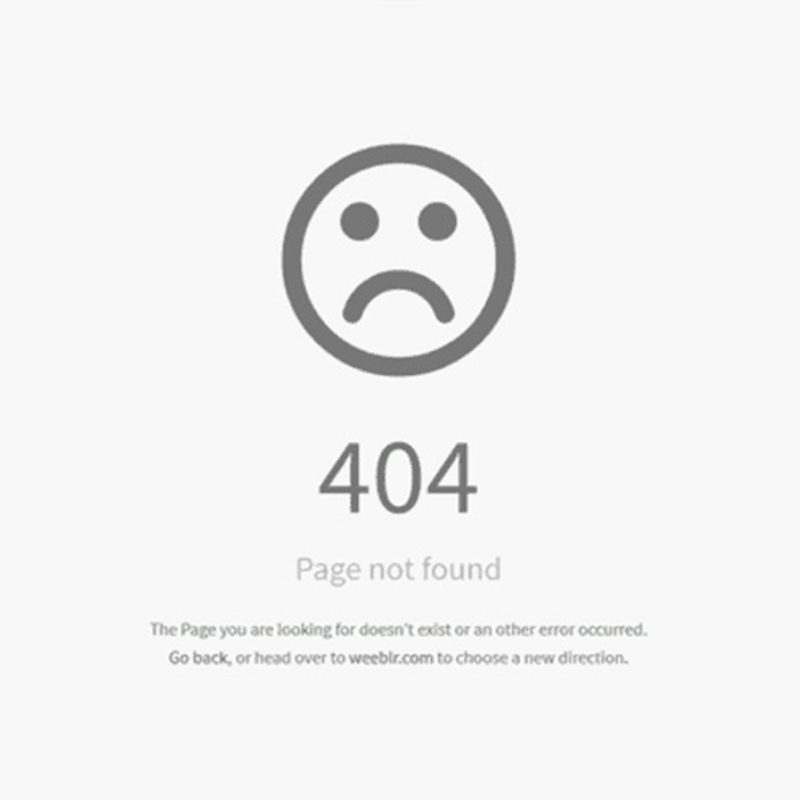 404
Page not found
The Page you are looking for doesn't exist or an other error occurred.
Go back, or head over to weeblr.com to choose a new direction.